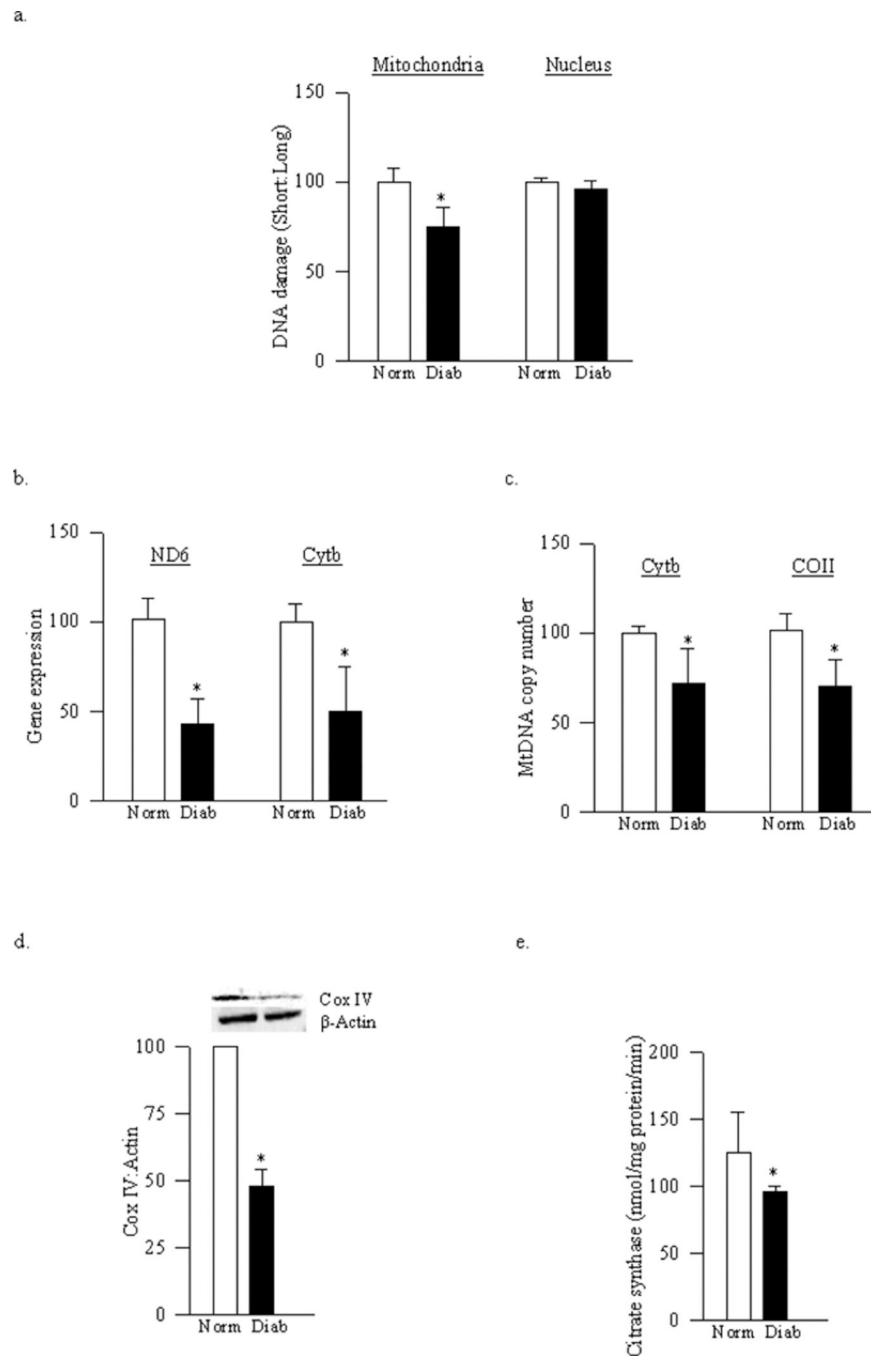 a.
Mitochondria Nucleus
DNA damage (Short:Long)
150
100
50
0
* 
Norm Diab Norm Diab
b.
Gene expression
150
100
50
0
ND6 Cytb
* *
Norm Diab Norm Diab
c.
MtDNA copy number
150
100
50
0
Cytb COII
* *
Norm Diab Norm Diab
d.
Cox IV
β-Actin
Cox IV:Actin
100
75
50
25
0
*
Norm Diab
e.
Citrate synthase (nmol/mg protein/min)
200
150
100
50
0
*
Norm Diab